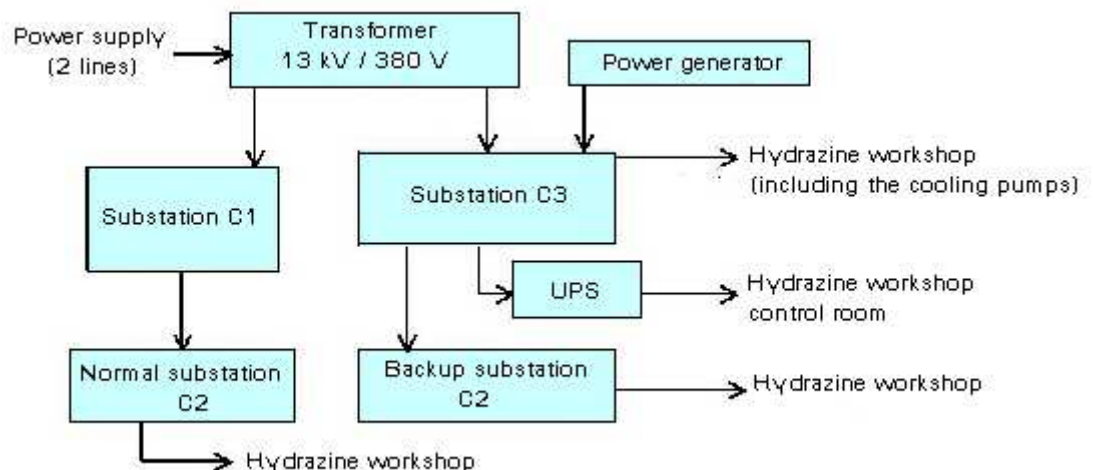 Power supply
(2 lines)
Transformer
13 kV / 380 V
Power generator
Substation C1
Substation C3
Hydrazine workshop
(including the cooling pumps)
UPS
Hydrazine workshop
control room
Normal substation
C2
Backup substation
C2
Hydrazine workshop
Hydrazine workshop